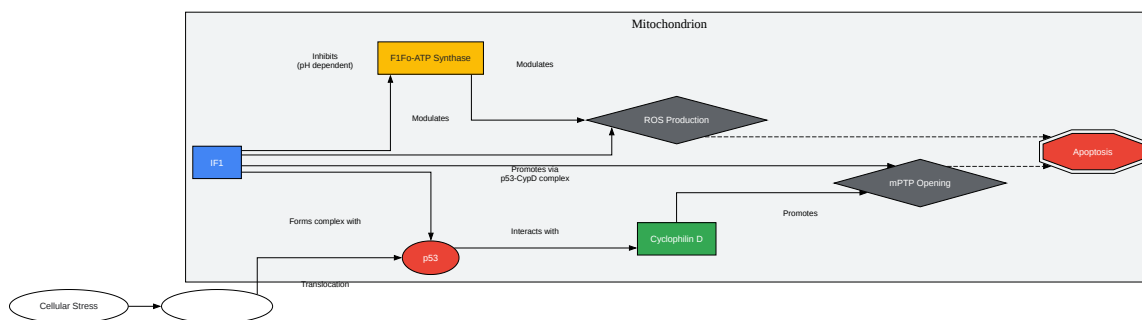 Mitochondrion
Inhibits
(pH dependent)
F1Fo-ATP Synthase
Modulates
Modulates
ROS Production
IF1
Promotes via
p53-CypD complex
Apoptosis
mPTP Opening
Forms complex with
Interacts with
Promotes
Cyclophilin D
p53
Translocation
Cellular Stress